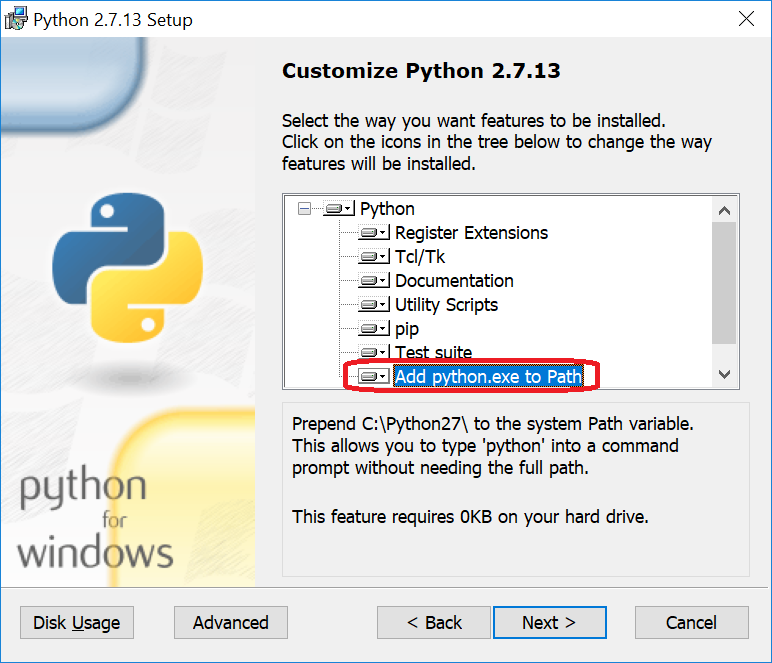 Python 2.7.13 Setup
Customize Python 2.7.13
Select the way you want features to be installed.
Click on the icons in the tree below to change the way
features will be installed.
Python
Register Extensions
Tcl/Tk
Documentation
Utility Scripts
pip
Test suite
Add python.exe to Path
Prepend C:\Python27\ to the system Path variable.
This allows you to type 'python' into a command
prompt without needing the full path.
This feature requires 0KB on your hard drive.
python
for
windows
Disk Usage
Advanced
< Back
Next >
Cancel